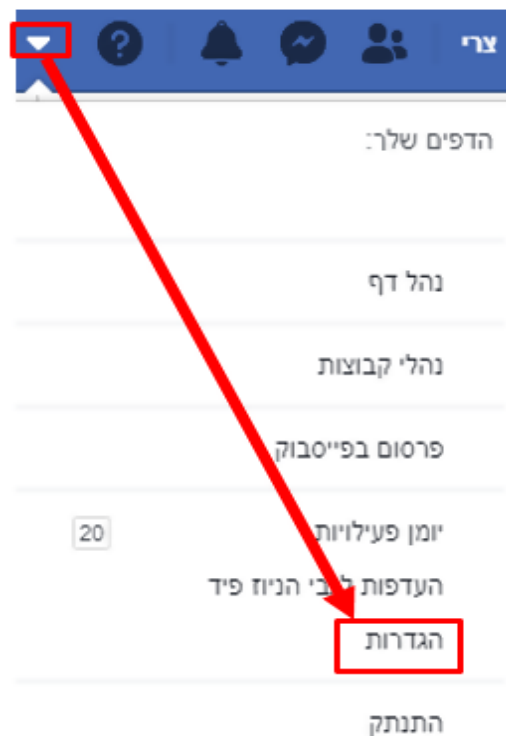 צרי
הדפים שלך:
נהל דף
נהלי קבוצות
פרסום בפייסבוק
יומן פעילויות 20
העדפות לגבי הניוז פיד
הגדרות
התנתק